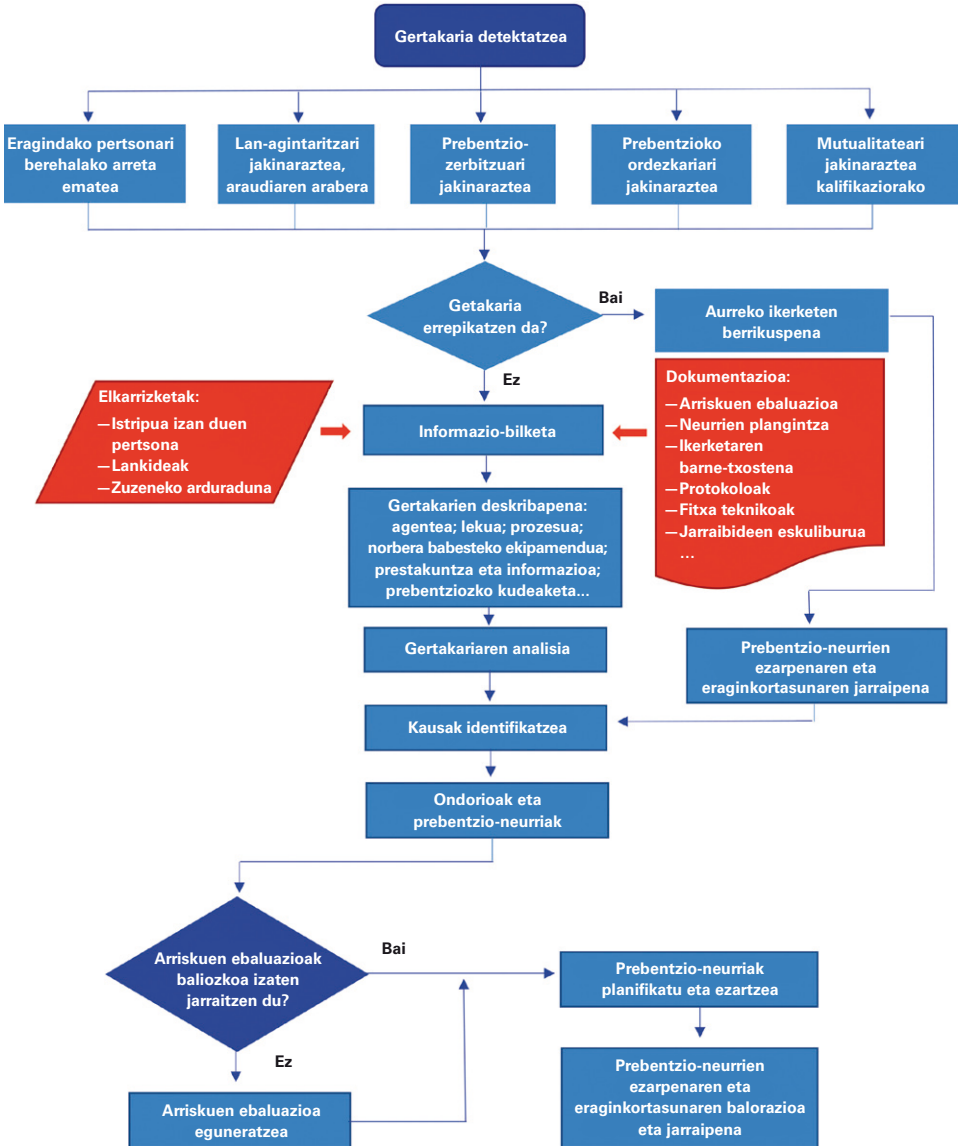 Gertakaria detektatzea
Eragindako pertsonari
berehalako arreta
ematea
Lan-agintaritzari
jakinaraztea,
araudiaren arabera
Prebentzio-
zerbitzuari
jakinaraztea
Prebentzioko
ordezkariari
jakinaraztea
Mutualitateari
jakinaraztea
kalifikaziorako
Getakaria
errepikatzen da?
Bai
Aurreko ikerketen
berrikuspena
Ez
Elkarrizketak:
—Istripua izan duen
pertsona
—Lankideak
—Zuzeneko arduraduna
Informazio-bilketa
Dokumentazioa:
—Arriskuen ebaluazioa
—Neurrien plangintza
—Ikerketaren
barne-txostena
—Protokoloak
—Fitxa teknikoak
—Jarraibideen eskuliburua
...
Gertakarien deskribapena:
agentea; lekua; prozesua;
norbera babesteko ekipamendua;
prestakuntza eta informazioa;
prebentziozko kudeaketa...
Gertakariaren analisia
Prebentzio-neurrien
ezarpenaren eta
eraginkortasunaren jarraipena
Kausak identifikatzea
Ondorioak eta
prebentzio-neurriak
Arriskuen ebaluazioak
baliozkoa izaten
jarraitzen du?
Bai
Prebentzio-neurriak
planifikatu eta ezartzea
Ez
Arriskuen ebaluazioa
eguneratzea
Prebentzio-neurrien
ezarpenaren eta
eraginkortasunaren balorazioa
eta jarraipena